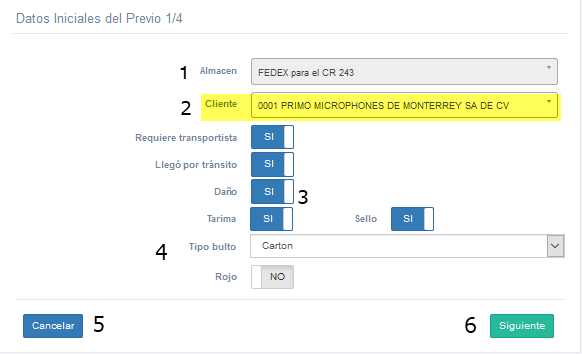 Datos Iniciales del Previo 1/4
1 Almacen FEDEX para el CR 243
2 Cliente 0001 PRIMO MICROPHONES DE MONTERREY SA DE CV
Requiere transportista SI
Llegó por trànsito SI
Daño SI 3
Tarima SI Sello SI
4 Tipo bulto Carton
Rojo NO
Cancelar 5 6 Siguiente